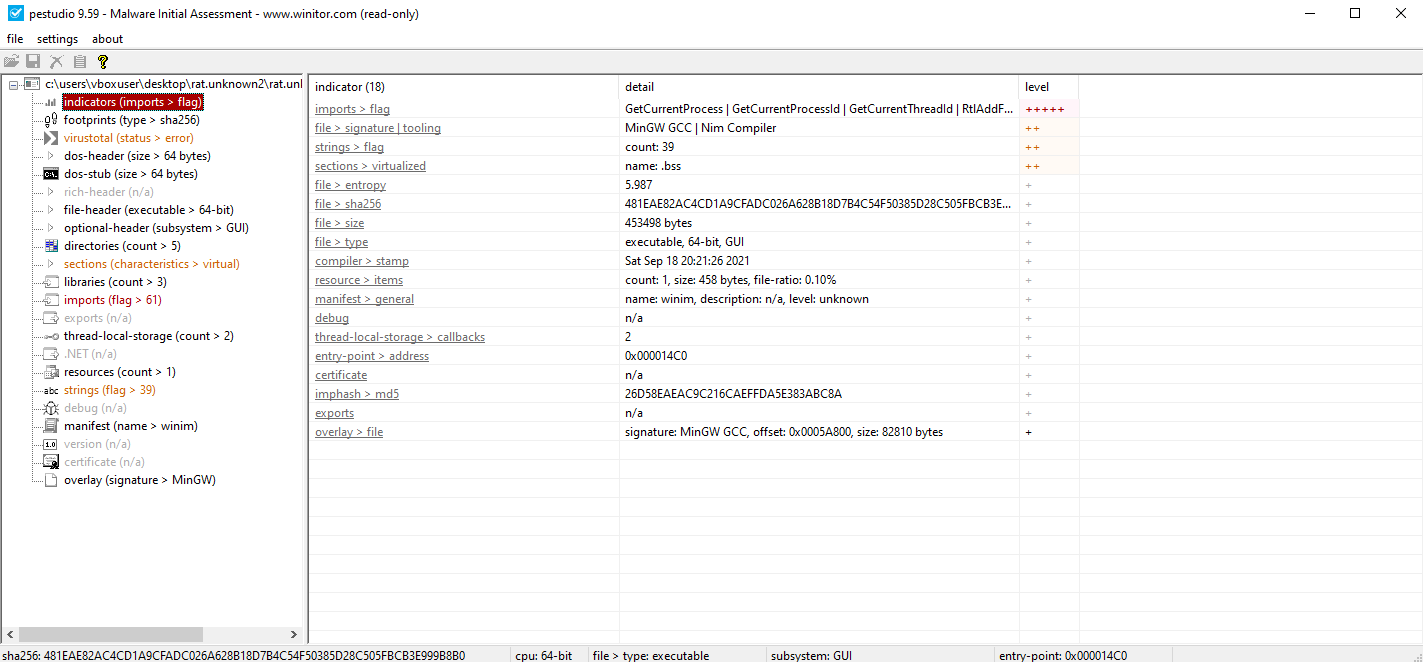 pestudio 9.59 - Malware Initial Assessment - www.winitor.com (read-only)
file settings about
c:\users\vboxuser\desktop\rat.unknown2\rat.unl
indicators (imports > flag)
footprints (type > sha256)
virustotal (status > error)
dos-header (size > 64 bytes)
dos-stub (size > 64 bytes)
rich-header (n/a)
file-header (executable > 64-bit)
optional-header (subsystem > GUI)
directories (count > 5)
sections (characteristics > virtual)
libraries (count > 3)
imports (flag > 61)
exports (n/a)
thread-local-storage (count > 2)
.NET (n/a)
resources (count > 1)
abc strings (flag > 39)
debug (n/a)
manifest (name > winim)
1.0 version (n/a)
certificate (n/a)
overlay (signature > MinGW)
indicator (18) detail level
imports > flag GetCurrentProcess | GetCurrentProcessId | GetCurrentThreadId | RtlAddF... +++++
file > signature | tooling MinGW GCC | Nim Compiler ++
strings > flag count: 39 ++
sections > virtualized name: .bss ++
file > entropy 5.987 +
file > sha256 481EAE82AC4CD1A9CFADC026A628B18D7B4C54F50385D28C505FBCB3E... +
file > size 453498 bytes +
file > type executable, 64-bit, GUI +
compiler > stamp Sat Sep 18 20:21:26 2021 +
resource > items count: 1, size: 458 bytes, file-ratio: 0.10% +
manifest > general name: winim, description: n/a, level: unknown +
debug n/a +
thread-local-storage > callbacks 2 +
entry-point > address 0x000014C0 +
certificate n/a +
imphash > md5 26D58EAEAC9C216CAEFFDA5E383ABC8A +
exports n/a +
overlay > file signature: MinGW GCC, offset: 0x0005A800, size: 82810 bytes +
sha256: 481EAE82AC4CD1A9CFADC026A628B18D7B4C54F50385D28C505FBCB3E999B8B0 cpu: 64-bit file > type: executable subsystem: GUI entry-point: 0x000014C0